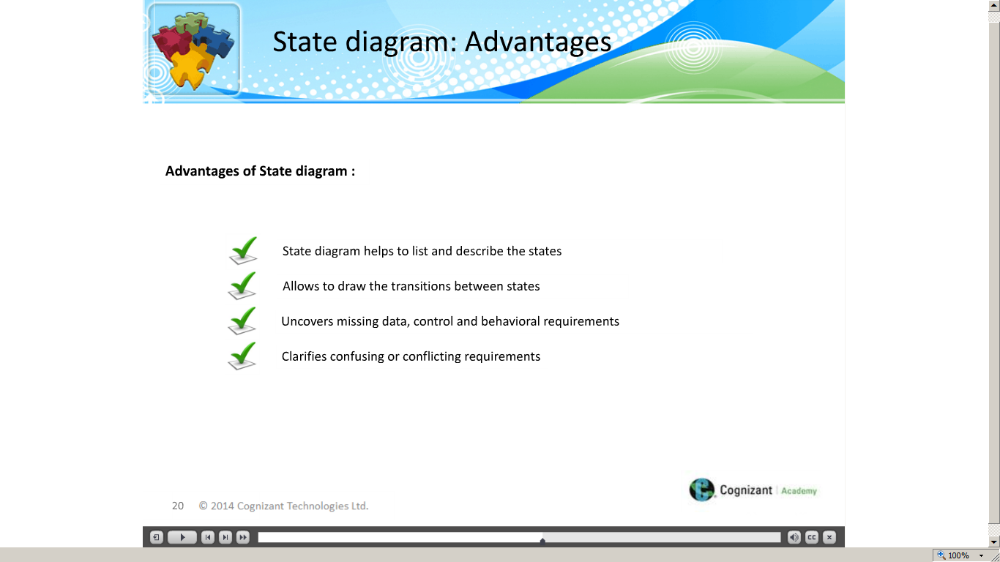 State diagram: Advantages
Advantages of State diagram :
State diagram helps to list and describe the states
Allows to draw the transitions between states
Uncovers missing data, control and behavioral requirements
Clarifies confusing or conflicting requirements
Cognizant | Academy
20 © 2014 Cognizant Technologies Ltd.
CC
100%